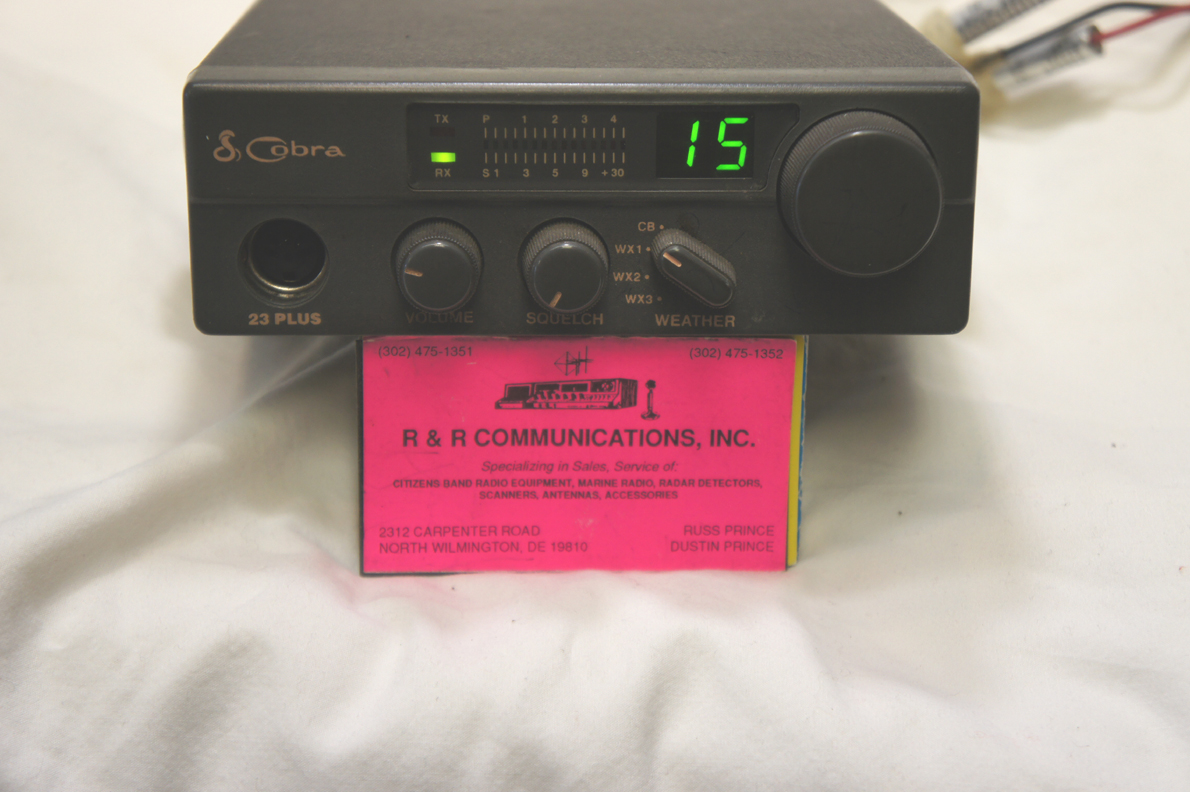 Cobra
TX
RX
P 1 2 3 4
S 1 3 5 9 +30
15
CB
WX1
WX2
WX3
23 PLUS
VOLUME
SQUELCH
WEATHER
(302) 475-1351
(302) 475-1352
R & R COMMUNICATIONS, INC.
Specializing in Sales, Service of:
CITIZENS BAND RADIO EQUIPMENT, MARINE RADIO, RADAR DETECTORS,
SCANNERS, ANTENNAS, ACCESSORIES
2312 CARPENTER ROAD
NORTH WILMINGTON, DE 19810
RUSS PRINCE
DUSTIN PRINCE